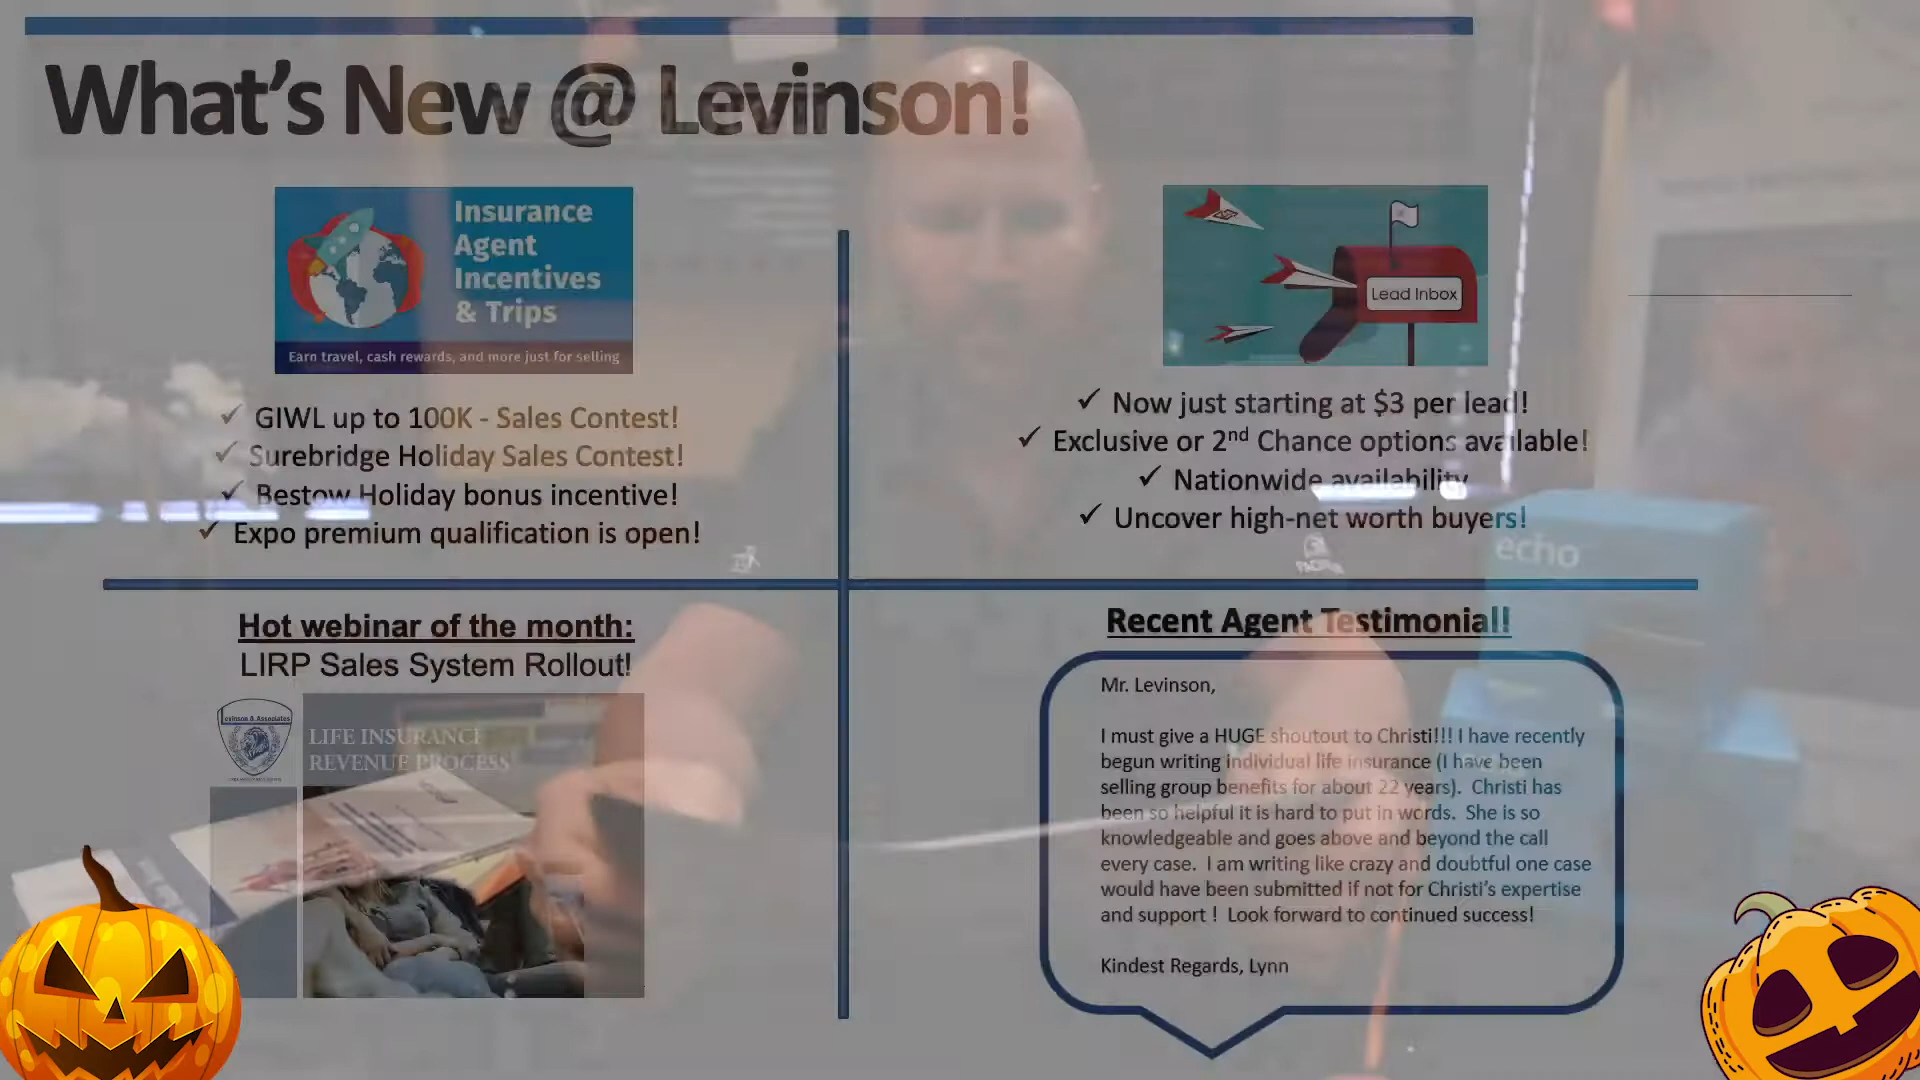 What's New @ Levinson!
Insurance
Agent
Incentives
& Trips
Earn travel, cash rewards, and more just for selling
✓ GIWL up to 100K - Sales Contest!
✓ Surebridge Holiday Sales Contest!
✓ Bestow Holiday bonus incentive!
✓ Expo premium qualification is open!
Lead Inbox
✓ Now just starting at $3 per lead!
✓ Exclusive or 2nd Chance options available!
✓ Nationwide availability
✓ Uncover high-net worth buyers!
echo
Hot webinar of the month:
LIRP Sales System Rollout!
Levinson & Associates
LIFE INSURANCE
REVENUE PROCESS
Recent Agent Testimonial!
Mr. Levinson,
I must give a HUGE shoutout to Christi!!! I have recently
begun writing individual life insurance (I have been
selling group benefits for about 22 years).  Christi has
been so helpful it is hard to put in words.  She is so
knowledgeable and goes above and beyond the call
every case.  I am writing like crazy and doubtful one case
would have been submitted if not for Christi's expertise
and support !  Look forward to continued success!
Kindest Regards, Lynn